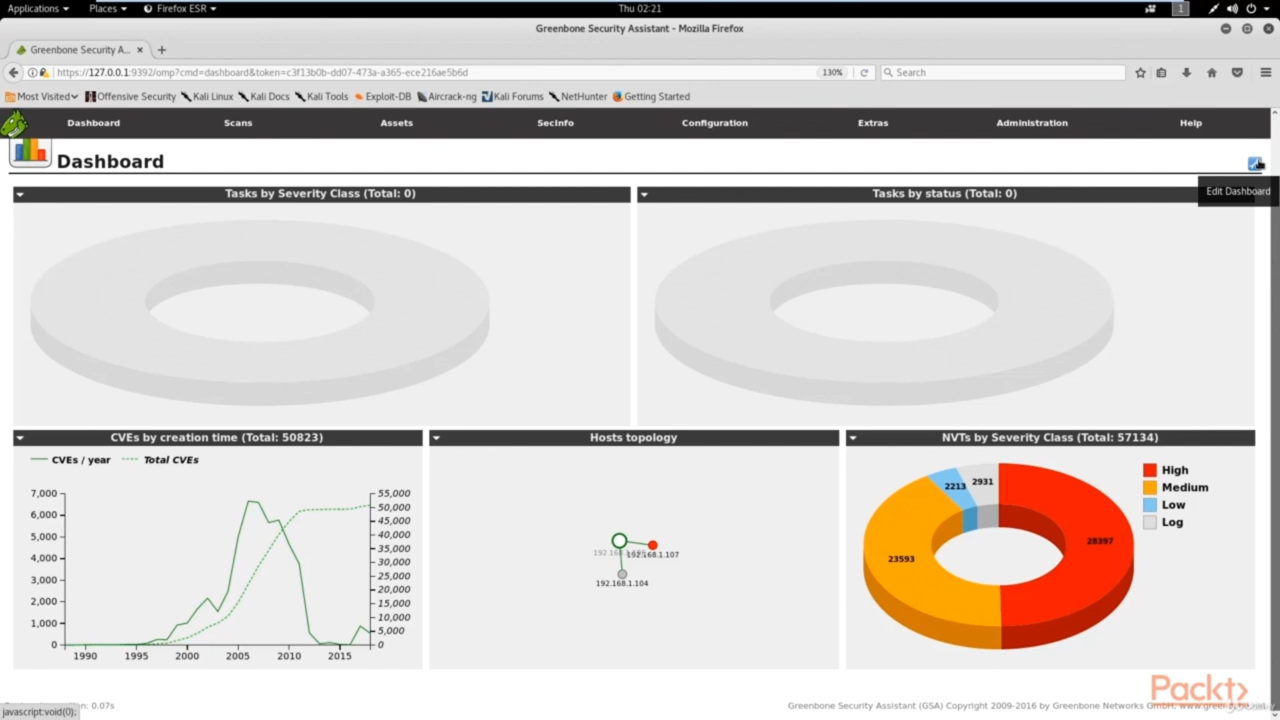 Applications Places Firefox ESR Thu 02:21 1
Greenbone Security Assistant - Mozilla Firefox
Greenbone Security A... × +
https://127.0.0.1:9392/omp?cmd=dashboard&token=c3f13b0b-dd07-473a-a365-ece216ae5b6d 130% Search
Most Visited Offensive Security Kali Linux Kali Docs Kali Tools Exploit-DB Aircrack-ng Kali Forums NetHunter Getting Started
Dashboard Scans Assets SecInfo Configuration Extras Administration Help
Dashboard
Edit Dashboard
Tasks by Severity Class (Total: 0) Tasks by status (Total: 0)
CVEs by creation time (Total: 50823) Hosts topology NVTs by Severity Class (Total: 57134)
CVEs / year Total CVEs
7,000
6,000
5,000
4,000
3,000
2,000
1,000
0
55,000
50,000
45,000
40,000
35,000
30,000
25,000
20,000
15,000
10,000
5,000
0
1990 1995 2000 2005 2010 2015
192.168.1.107
192.168.1.104
2213 2931
23593 28397
High
Medium
Low
Log
Packt>
0.07s
Greenbone Security Assistant (GSA) Copyright 2009-2016 by Greenbone Networks GmbH,
javascript:void(0);